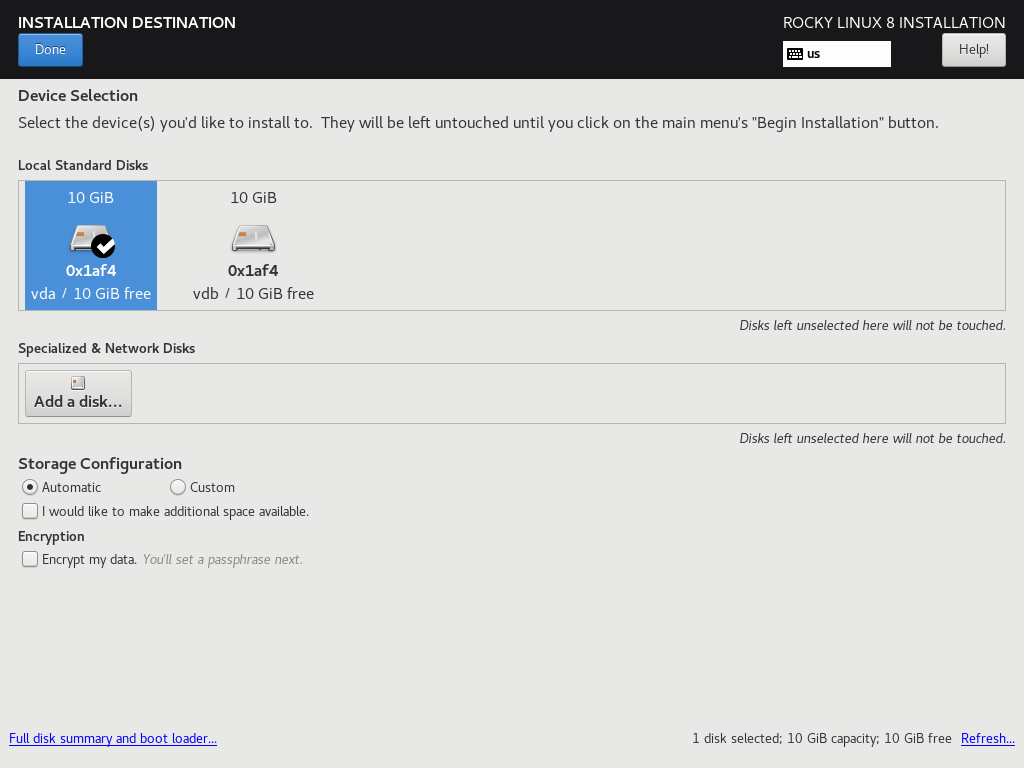 INSTALLATION DESTINATION
ROCKY LINUX 8 INSTALLATION
Done
us
Help!
Device Selection
Select the device(s) you'd like to install to.  They will be left untouched until you click on the main menu's "Begin Installation" button.
Local Standard Disks
10 GiB
0x1af4
vda / 10 GiB free
10 GiB
0x1af4
vdb / 10 GiB free
Disks left unselected here will not be touched.
Specialized & Network Disks
Add a disk...
Disks left unselected here will not be touched.
Storage Configuration
Automatic
Custom
I would like to make additional space available.
Encryption
Encrypt my data. You'll set a passphrase next.
Full disk summary and boot loader...
1 disk selected; 10 GiB capacity; 10 GiB free Refresh...